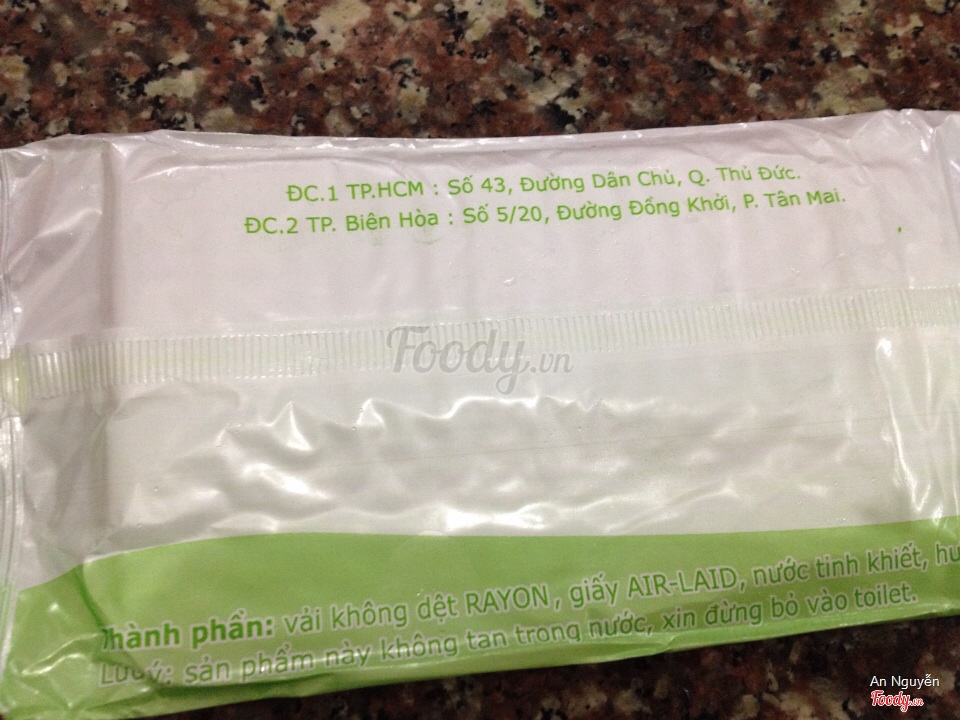 ĐC.1 TP.HCM : Số 43, Đường Dân Chủ, Q. Thủ Đức.
ĐC.2 TP. Biên Hòa : Số 5/20, Đường Đồng Khởi, P. Tân Mai.
Foody.vn
Thành phần: vải không dệt RAYON , giấy AIR-LAID, nước tinh khiết, hư
Lưu ý: sản phẩm này không tan trong nước, xin đừng bỏ vào toilet.
An Nguyễn
Foody.vn